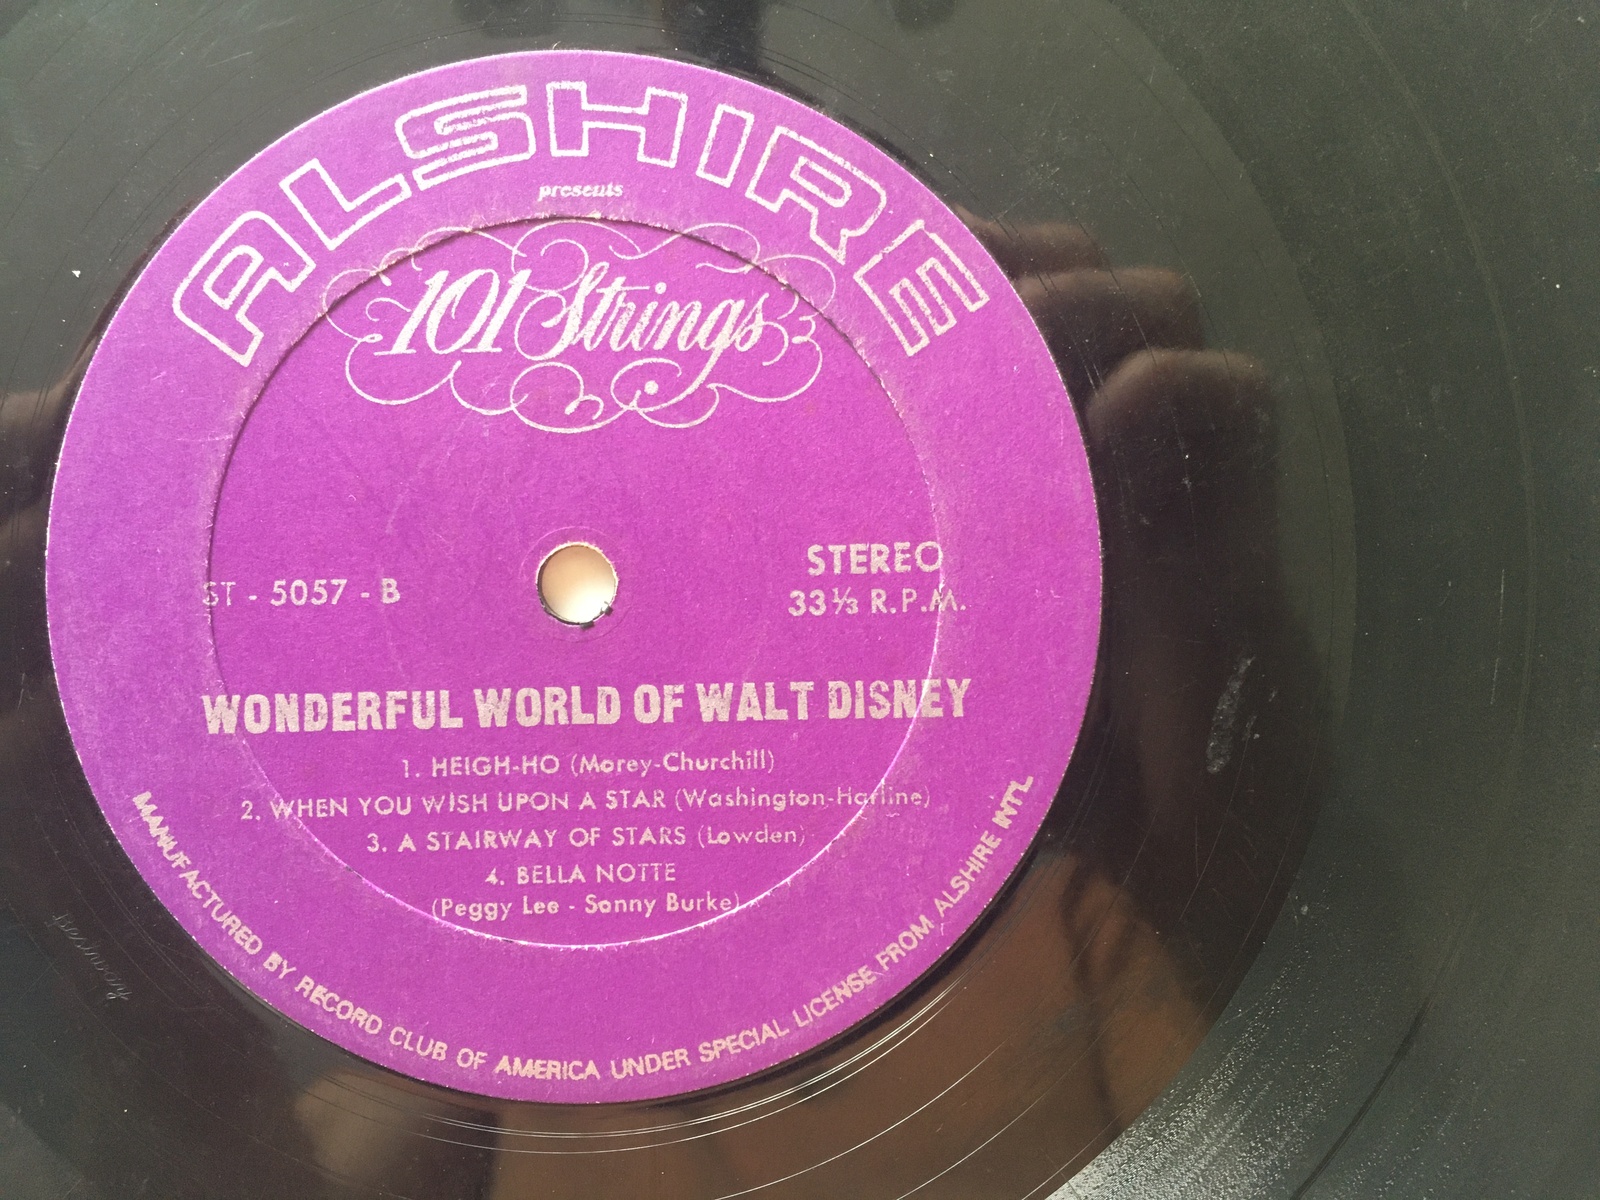 ALSHIRE
presents
101 Strings
ST - 5057 - B
STEREO
33⅓ R.P.M.
WONDERFUL WORLD OF WALT DISNEY
1. HEIGH-HO (Morey-Churchill)
2. WHEN YOU WISH UPON A STAR (Washington-Harline)
3. A STAIRWAY OF STARS (Lowden)
4. BELLA NOTTE
(Peggy Lee - Sonny Burke)
MANUFACTURED BY RECORD CLUB OF AMERICA UNDER SPECIAL LICENSE FROM ALSHIRE INT'L